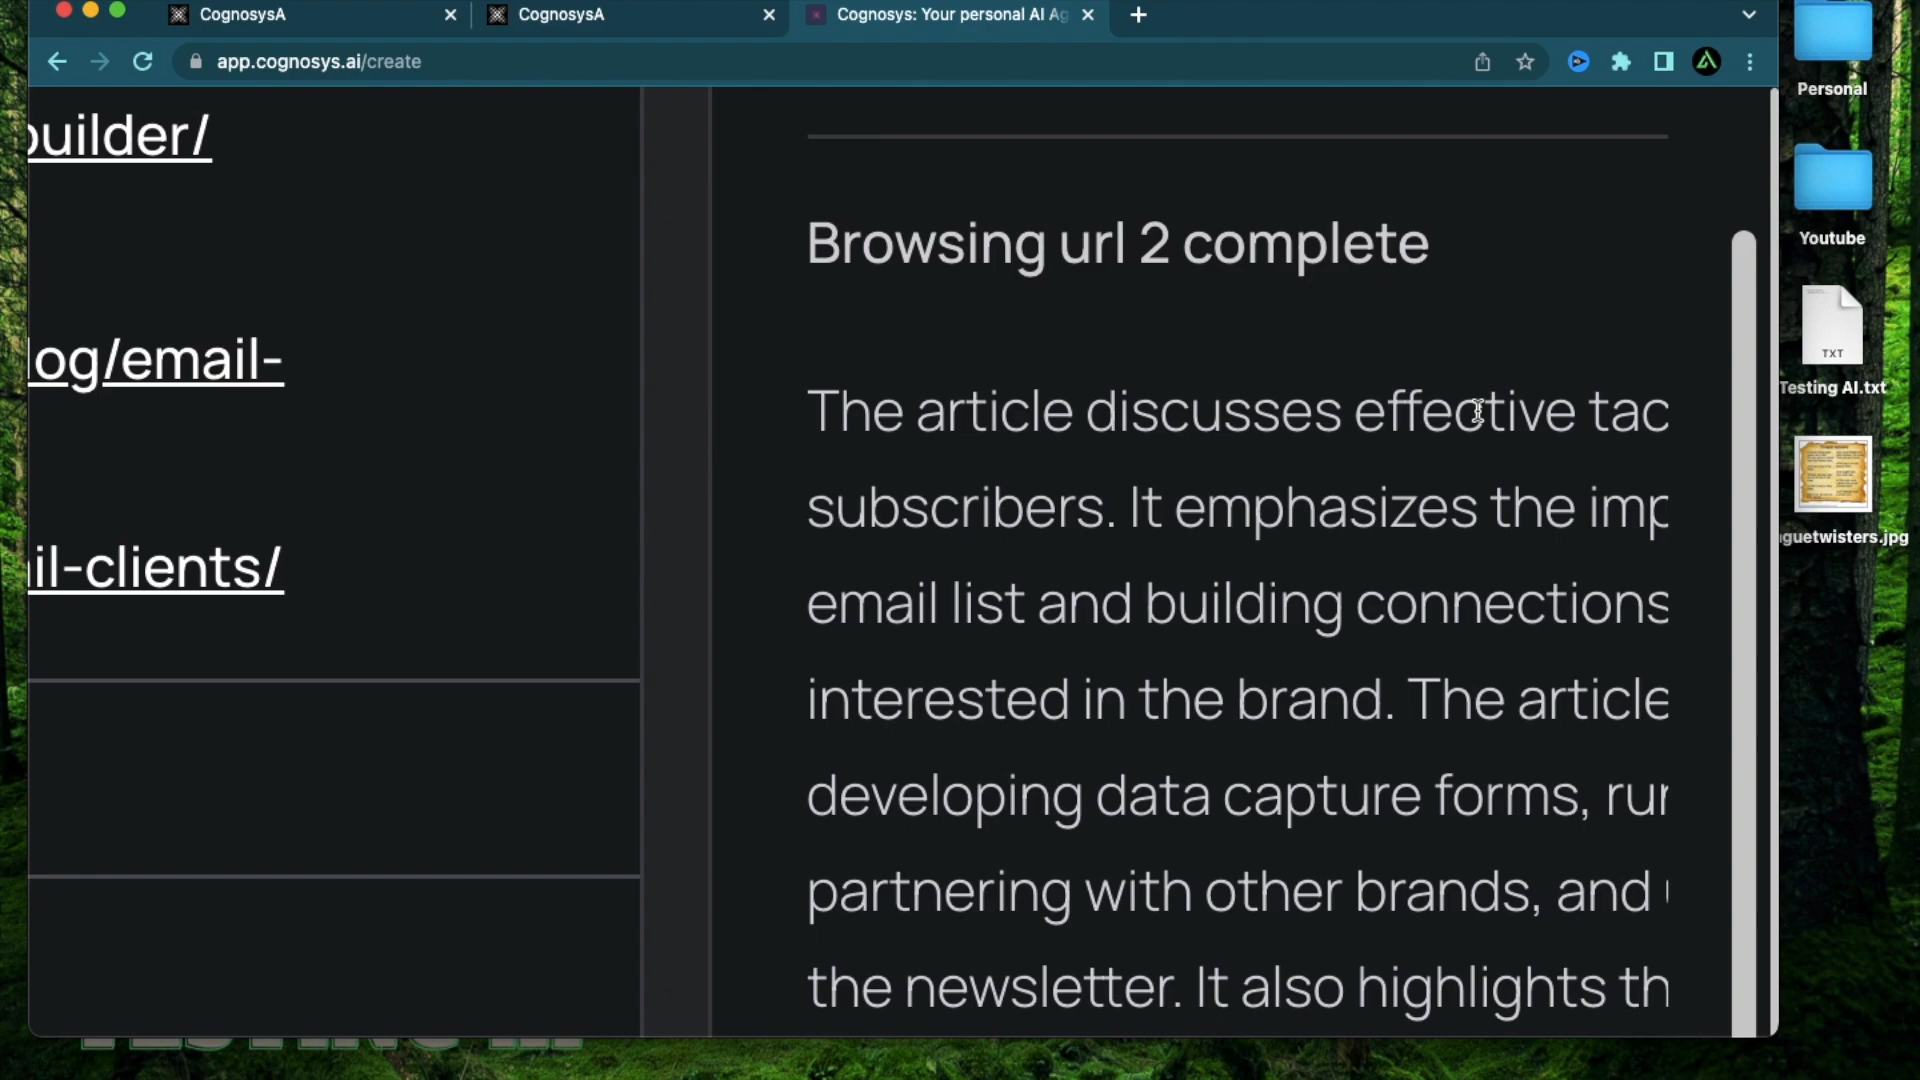 CognosysA
CognosysA
Cognosys: Your personal AI Ag
app.cognosys.ai/create
Personal
Youtube
TXT
Testing AI.txt
guetwisters.jpg
builder/
log/email-
il-clients/
Browsing url 2 complete
The article discusses effective tac
subscribers. It emphasizes the imp
email list and building connections
interested in the brand. The article
developing data capture forms, rur
partnering with other brands, and
the newsletter. It also highlights th